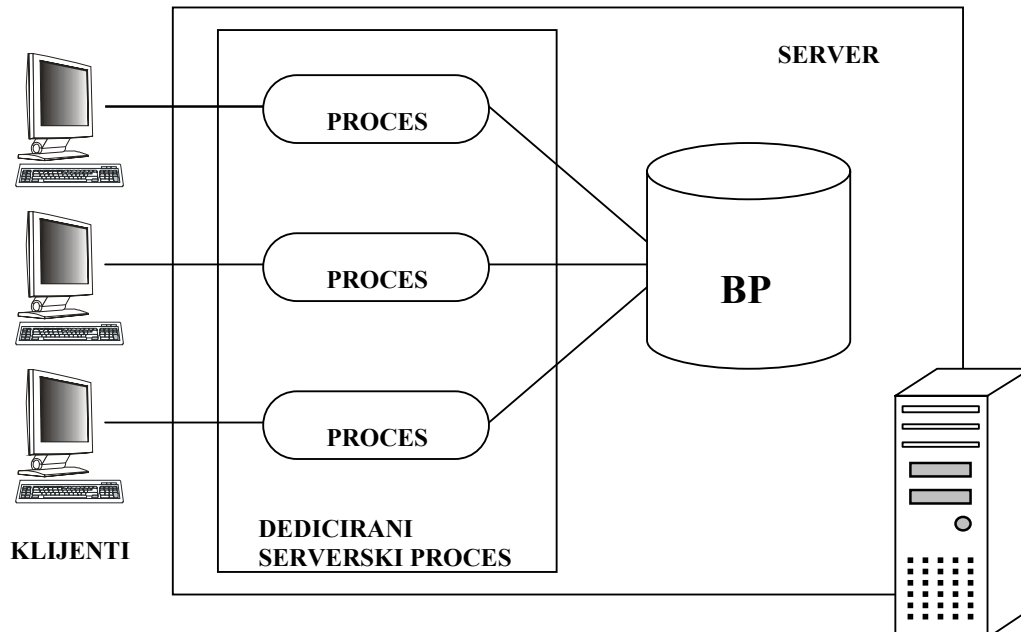 SERVER
PROCES
PROCES
BP
PROCES
DEDICIRANI
SERVERSKI PROCES
KLIJENTI